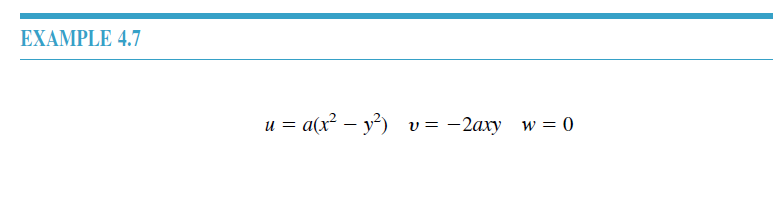 EXAMPLE 4.7
u = a(x² − y²) υ = −2axy w = 0